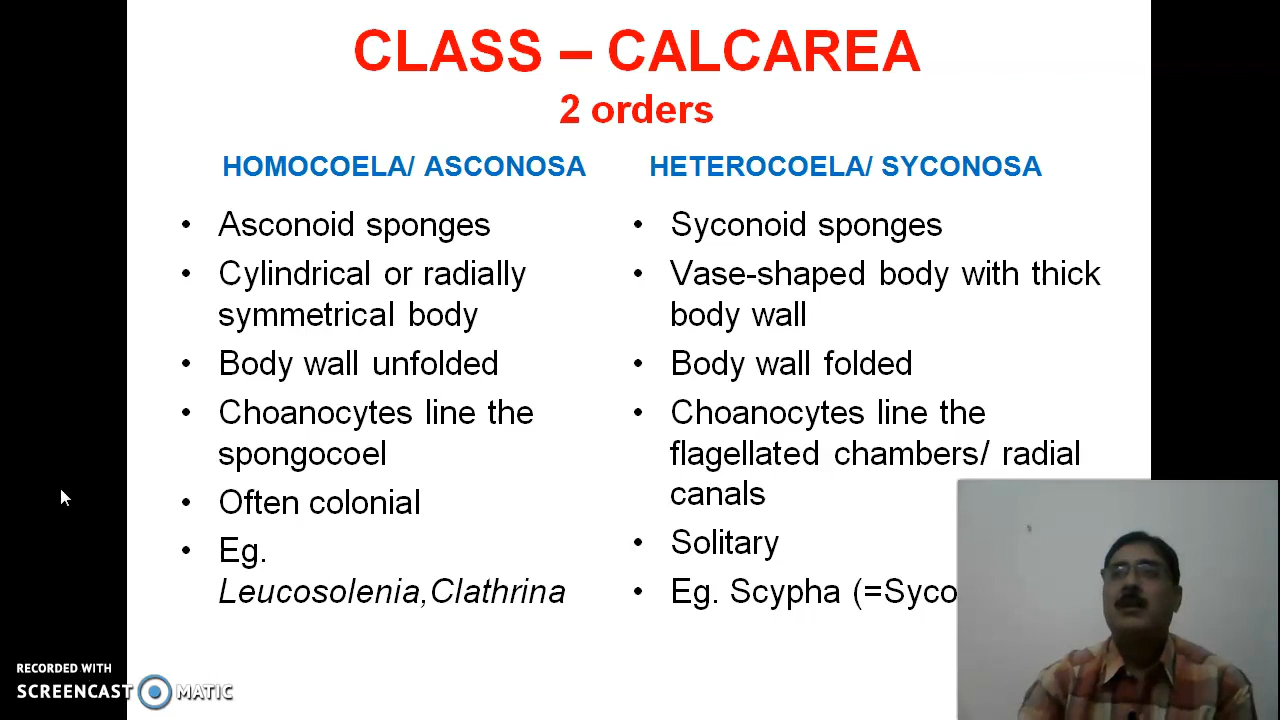 CLASS – CALCAREA
2 orders
HOMOCOELA/ ASCONOSA
• Asconoid sponges
• Cylindrical or radially
symmetrical body
• Body wall unfolded
• Choanocytes line the
spongocoel
• Often colonial
• Eg.
Leucosolenia,Clathrina
HETEROCOELA/ SYCONOSA
• Syconoid sponges
• Vase-shaped body with thick
body wall
• Body wall folded
• Choanocytes line the
flagellated chambers/ radial
canals
• Solitary
• Eg. Scypha (=Syco
RECORDED WITH
SCREENCAST MATIC